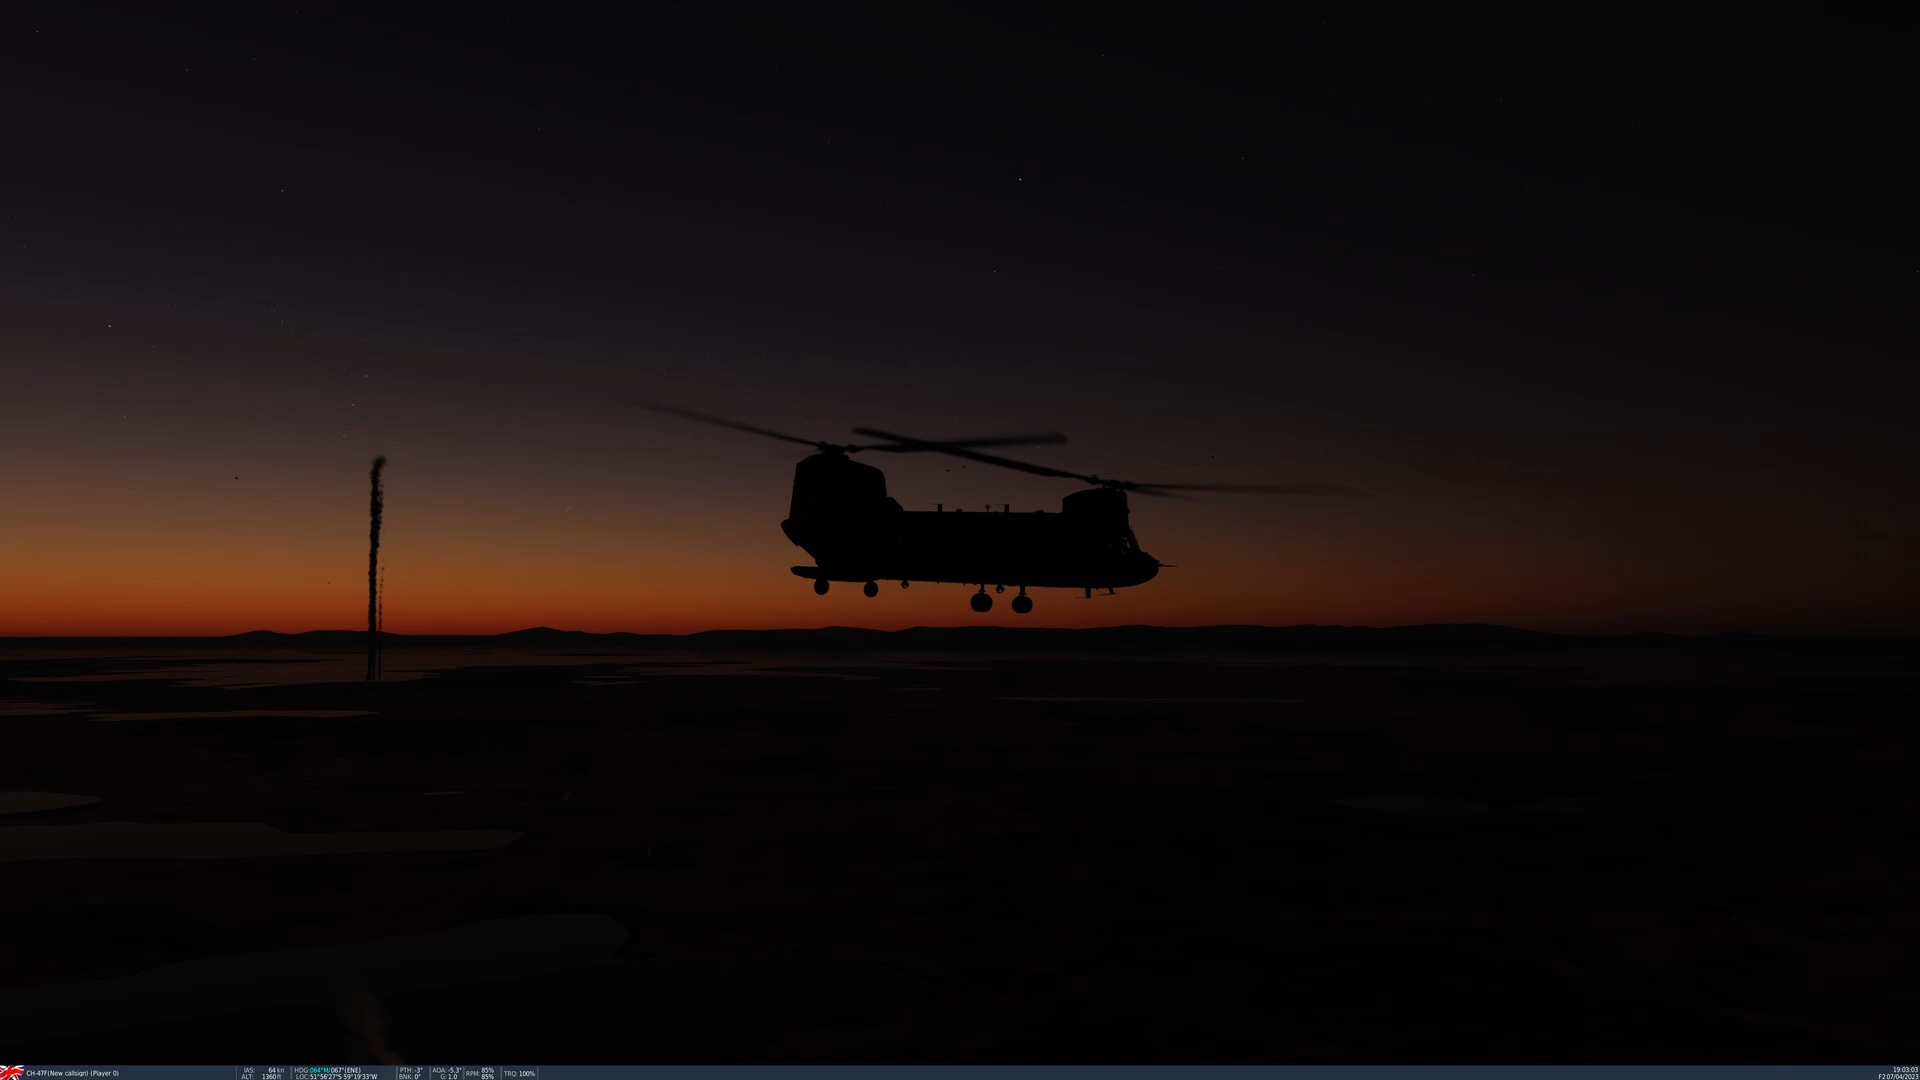 CH-47F(New callsign) (Player 0)
IAS: 64 kn
ALT: 1360 ft
HDG:064°M/067°(ENE)
LOC:51°56'27"S 59°19'33"W
PTH: -3°
BNK: 0°
AOA: -5.3°
G: 1.0
RPM: 85%
85%
TRQ: 100%
19:03:03
F2 07/04/2023